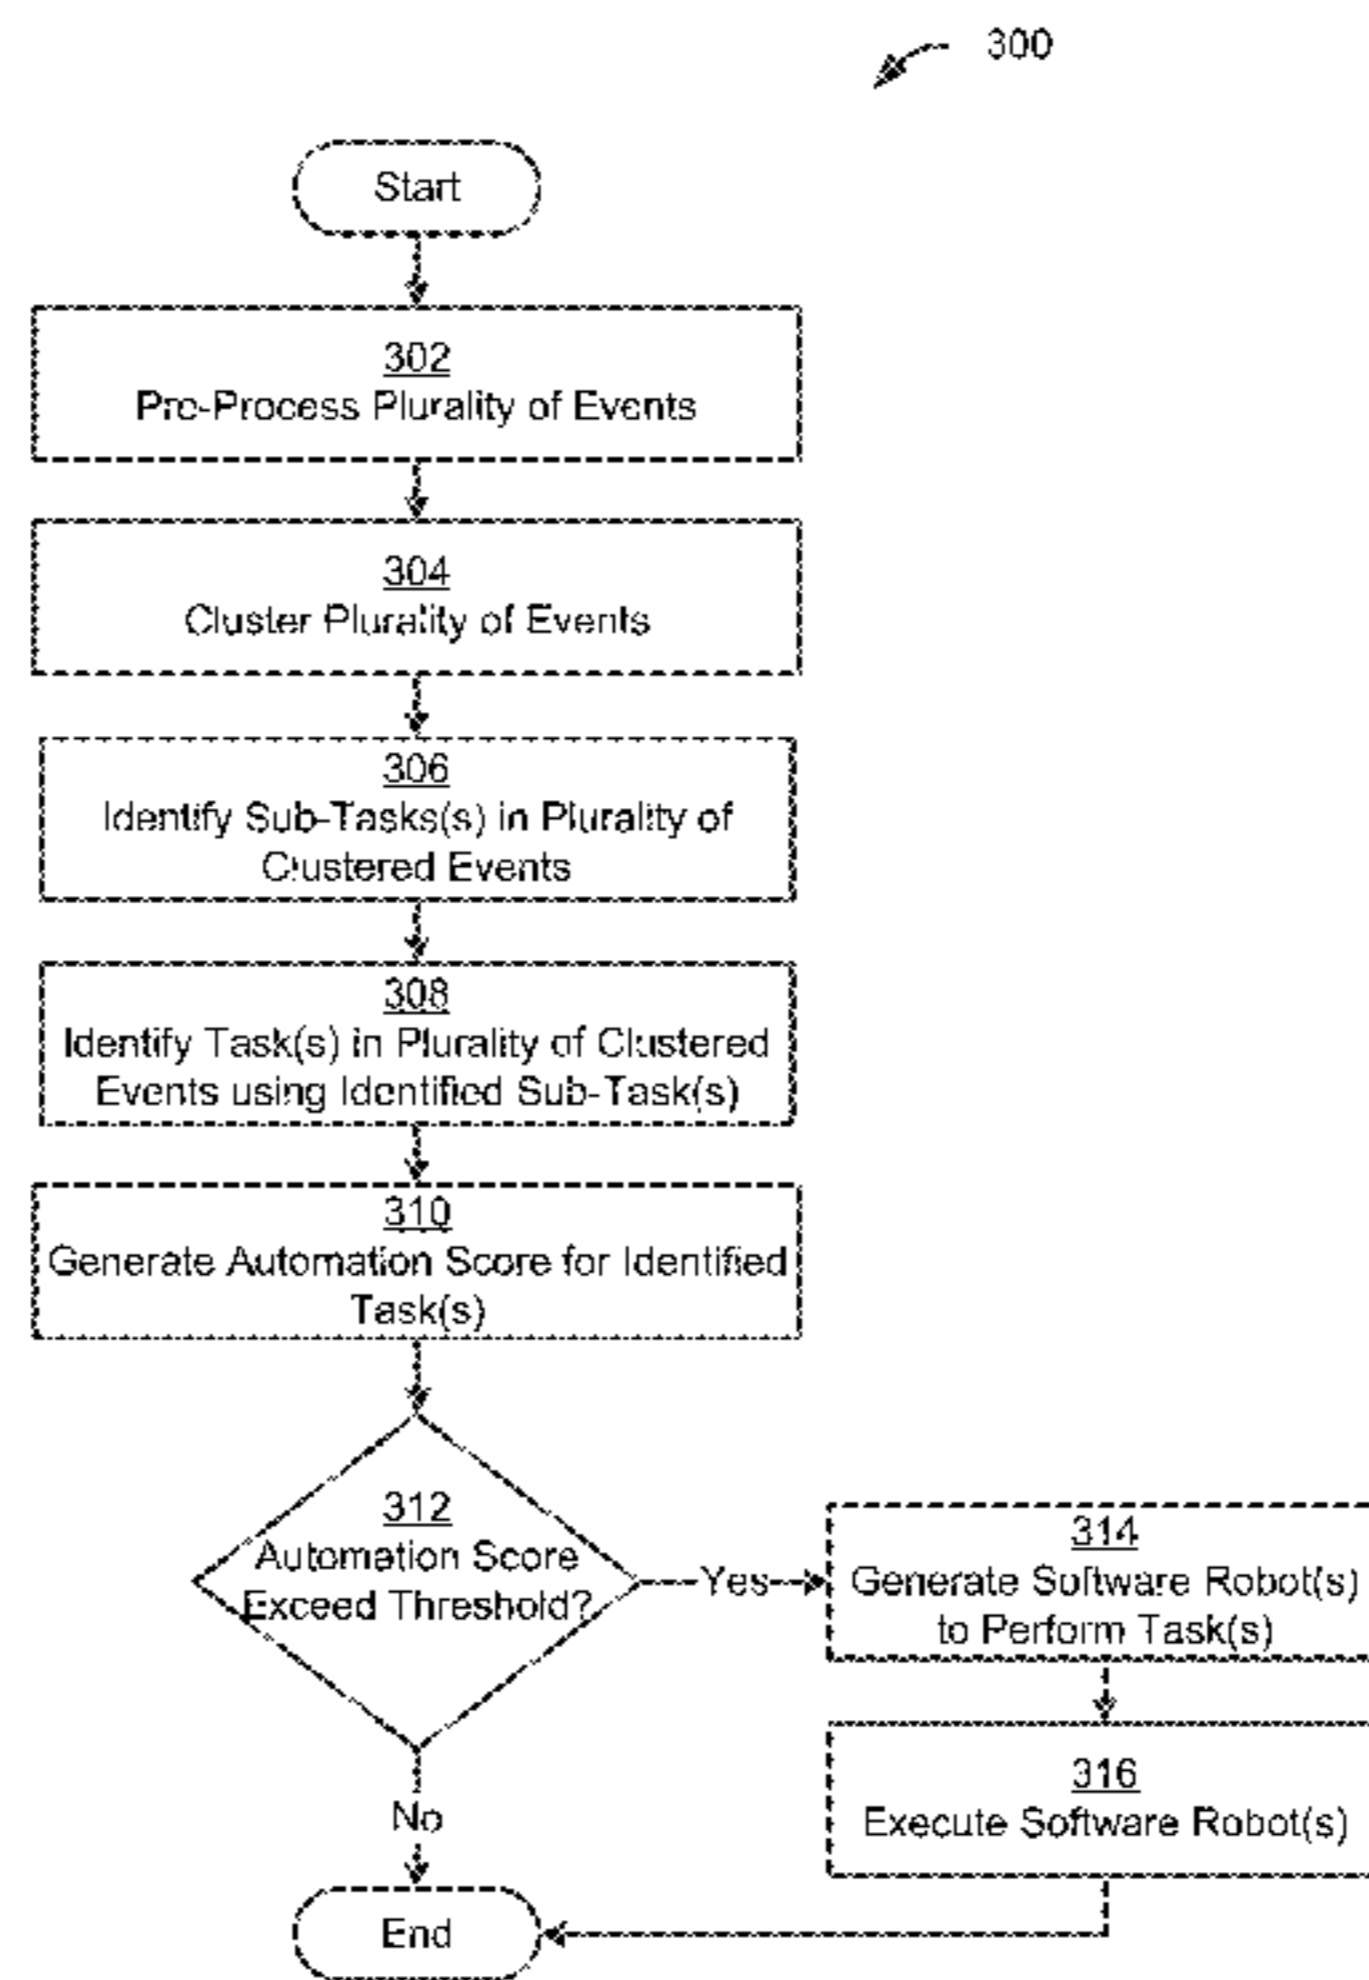 300
Start
302
Pre-Process Plurality of Events
304
Cluster Plurality of Events
306
Identify Sub-Tasks(s) in Plurality of
Clustered Events
308
Identify Task(s) in Plurality of Clustered
Events using Identified Sub-Task(s)
310
Generate Automation Score for Identified
Task(s)
312
Automation Score
Exceed Threshold?
Yes
314
Generate Software Robot(s)
to Perform Task(s)
316
Execute Software Robot(s)
No
End